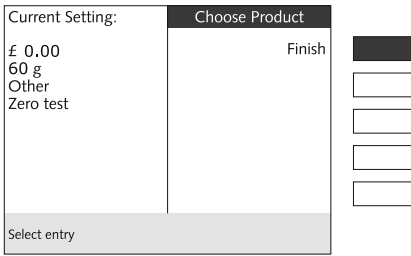 Current Setting:
£ 0.00
60 g
Other
Zero test
Choose Product
Finish
Select entry